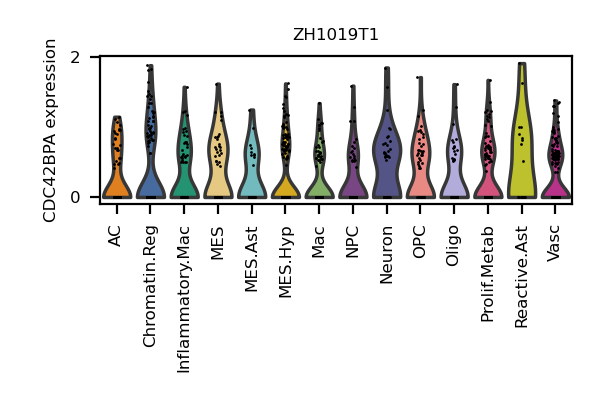 ZH1019T1
CDC42BPA expression
2
0
AC
Chromatin.Reg
Inflammatory.Mac
MES
MES.Ast
MES.Hyp
Mac
NPC
Neuron
OPC
Oligo
Prolif.Metab
Reactive.Ast
Vasc